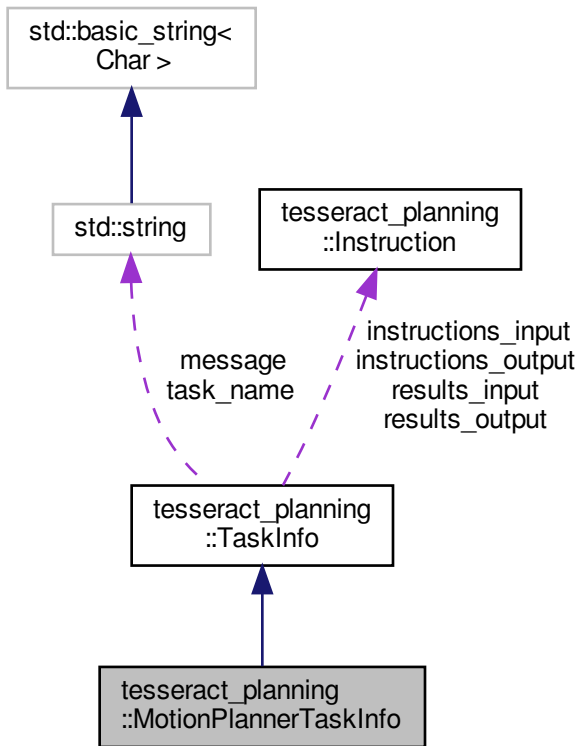 std::basic_string<
Char >
std::string
tesseract_planning
::Instruction
message
task_name
instructions_input
instructions_output
results_input
results_output
tesseract_planning
::TaskInfo
tesseract_planning
::MotionPlannerTaskInfo